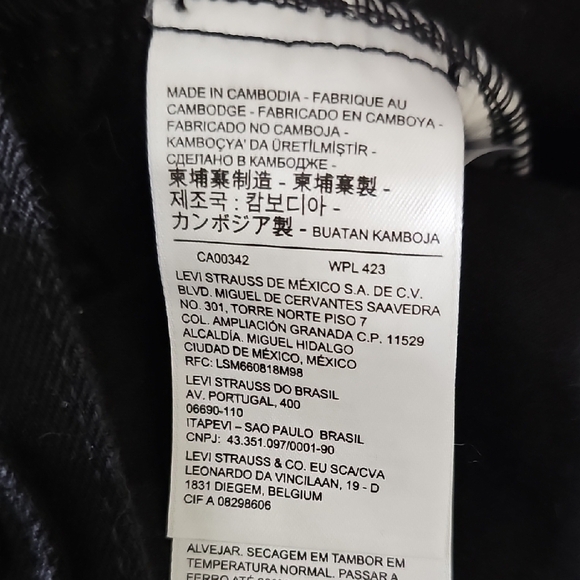 MADE IN CAMBODIA - FABRIQUE AU
CAMBODGE - FABRICADO EN CAMBOYA -
FABRICADO NO CAMBOJA -
KAMBOÇYA' DA ÜRETİLMİŞTİR -
СДЕЛАНО В КАМБОДЖЕ -
柬埔寨制造 - 柬埔寨製 -
제조국 : 캄보디아 -
カンボジア製 - BUATAN KAMBOJA
CA00342 WPL 423
LEVI STRAUSS DE MÉXICO S.A. DE C.V.
BLVD. MIGUEL DE CERVANTES SAAVEDRA
NO. 301, TORRE NORTE PISO 7
COL. AMPLIACIÓN GRANADA C.P. 11529
ALCALDÍA. MIGUEL HIDALGO
CIUDAD DE MÉXICO, MÉXICO
RFC: LSM660818M98
LEVI STRAUSS DO BRASIL
AV. PORTUGAL, 400
06690-110
ITAPEVI – SAO PAULO BRASIL
CNPJ: 43.351.097/0001-90
LEVI STRAUSS & CO. EU SCA/CVA
LEONARDO DA VINCILAAN, 19 - D
1831 DIEGEM, BELGIUM
CIF A 08298606
ALVEJAR. SECAGEM EM TAMBOR EM
TEMPERATURA NORMAL. PASSAR A
FERRO ATÉ